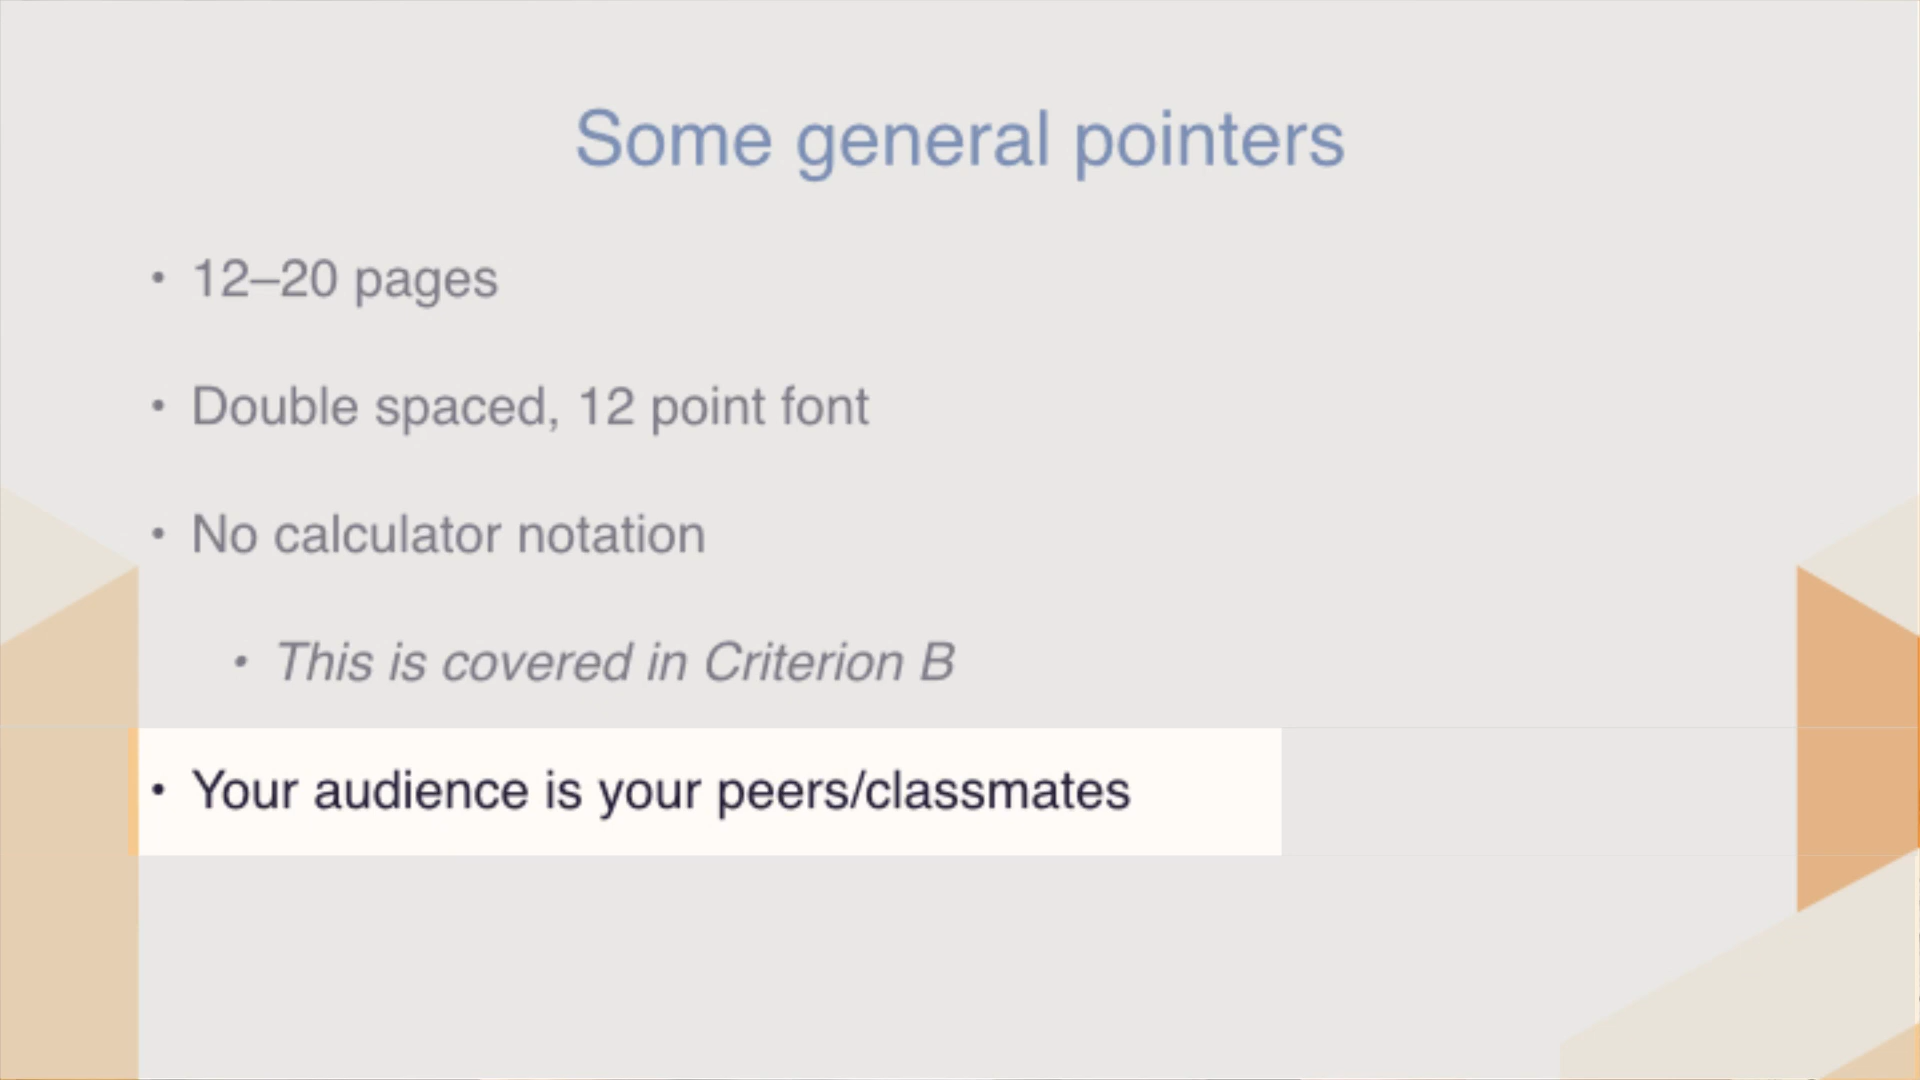 Some general pointers
• 12–20 pages
• Double spaced, 12 point font
• No calculator notation
• This is covered in Criterion B
• Your audience is your peers/classmates